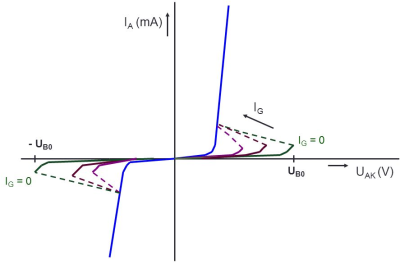 I_A (mA)
I_G
- U_B0
I_G = 0
I_G = 0
U_B0
U_AK (V)